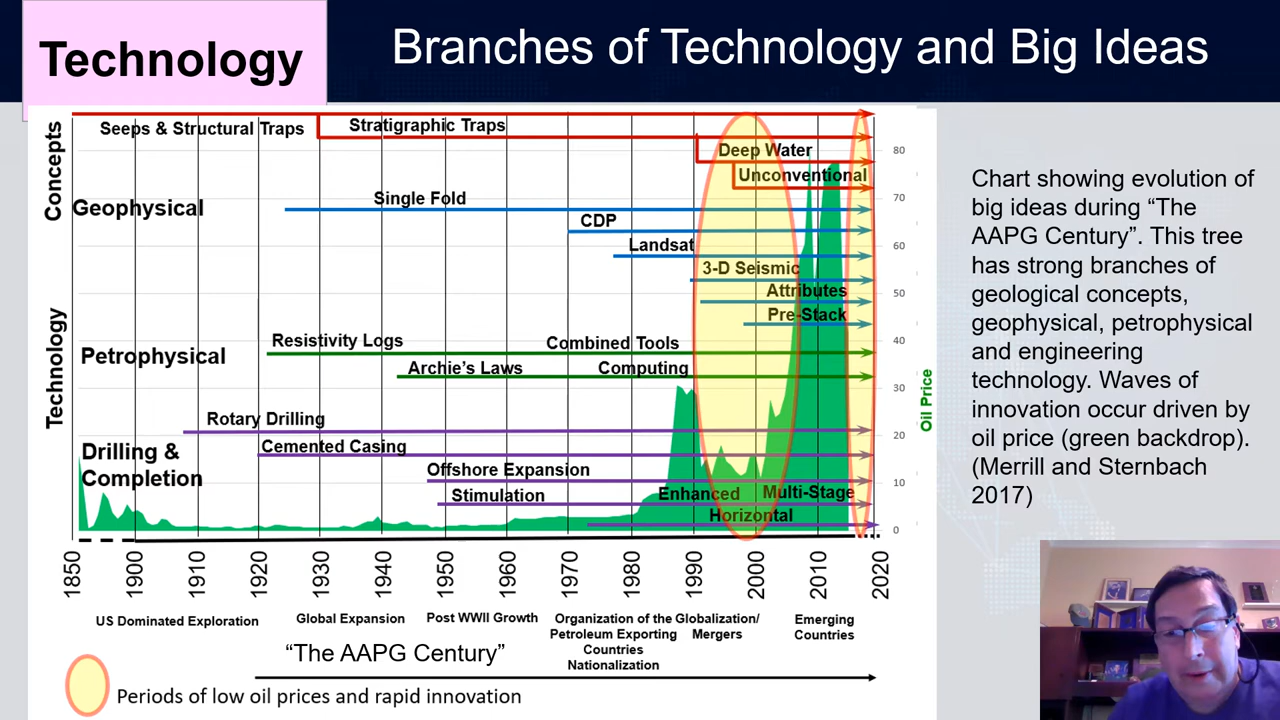 Technology
Branches of Technology and Big Ideas
Concepts
Seeps & Structural Traps
Stratigraphic Traps
Deep Water
Unconventional
Geophysical
Single Fold
CDP
Landsat
3-D Seismic
Attributes
Pre-Stack
Technology
Petrophysical
Resistivity Logs
Combined Tools
Archie's Laws
Computing
Rotary Drilling
Drilling &
Completion
Cemented Casing
Offshore Expansion
Stimulation
Enhanced
Multi-Stage
Horizontal
80
70
60
50
40
30
20
10
0
Oil Price
1850
1900
1910
1920
1930
1940
1950
1960
1970
1980
1990
2000
2010
2020
US Dominated Exploration
Global Expansion
Post WWII Growth
Organization of the
Petroleum Exporting
Countries
Nationalization
Globalization/
Mergers
Emerging
Countries
“The AAPG Century”
Periods of low oil prices and rapid innovation
Chart showing evolution of
big ideas during “The
AAPG Century”. This tree
has strong branches of
geological concepts,
geophysical, petrophysical
and engineering
technology. Waves of
innovation occur driven by
oil price (green backdrop).
(Merrill and Sternbach
2017)